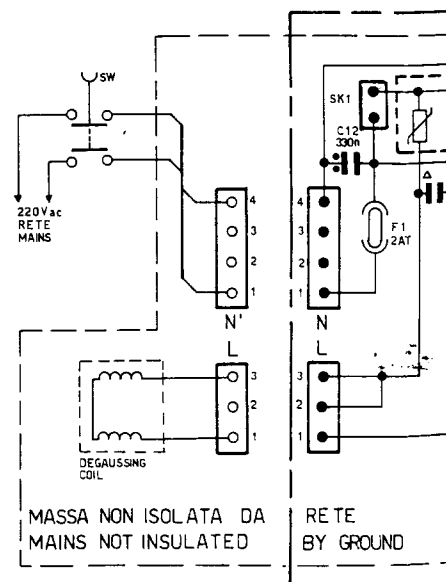 SW
SK1
C12
330n
220Vac
RETE
MAINS
4
3
2
1
4
3
2
1
F1
2AT
N'
N
L
L
3
2
1
3
2
1
DEGAUSSING
COIL
MASSA NON ISOLATA DA RETE
MAINS NOT INSULATED BY GROUND